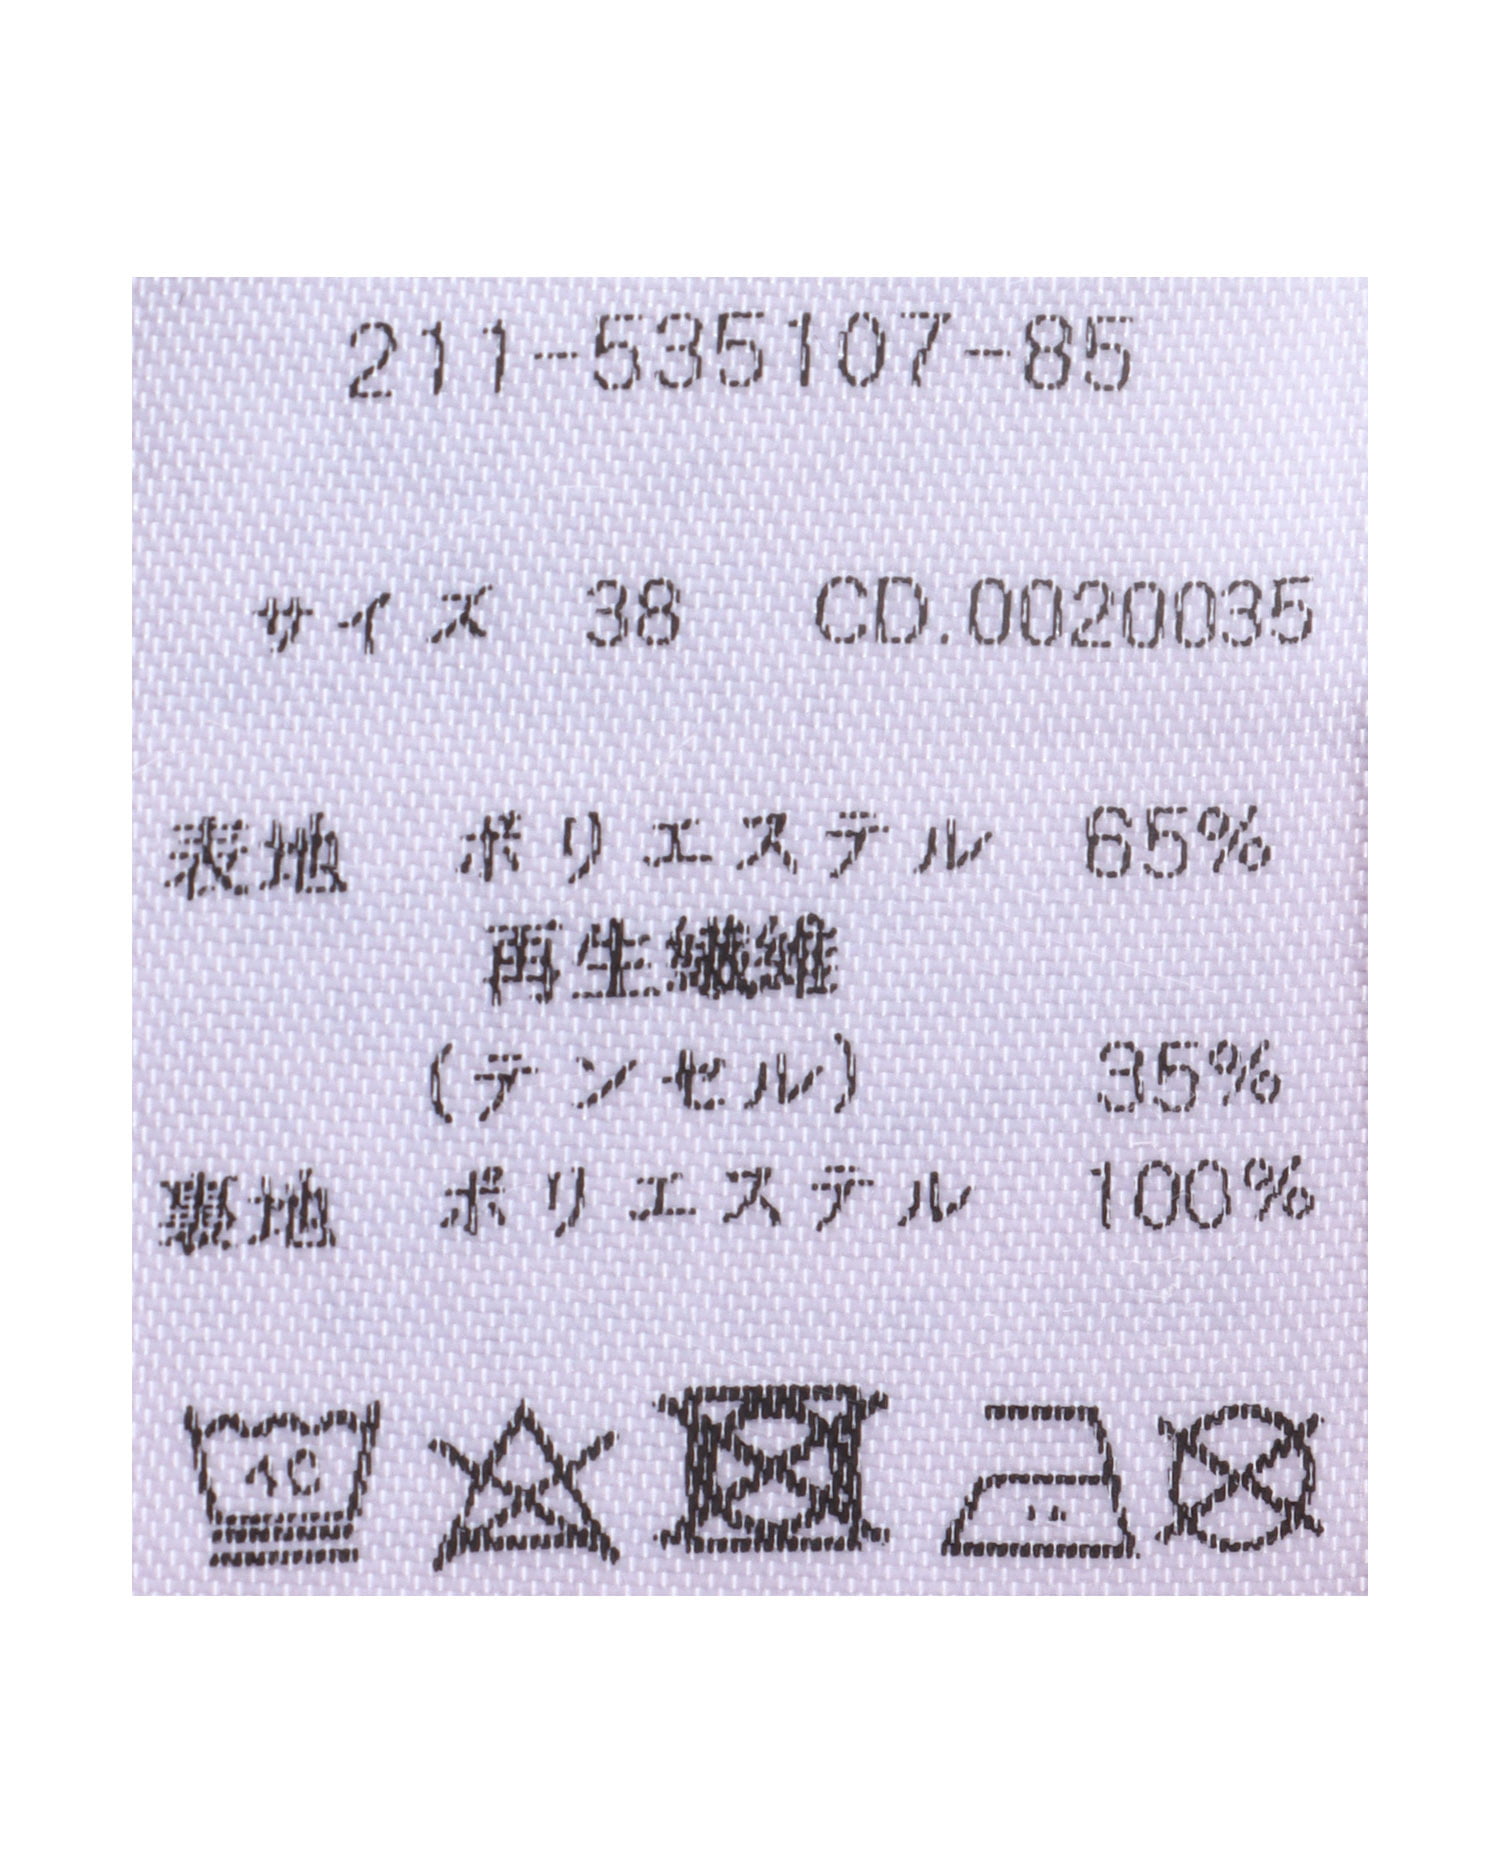 211-535107-85
サイズ 38 CD.0020035
表地 ポリエステル 65%
再生繊維
(テンセル) 35%
裏地 ポリエステル 100%
40